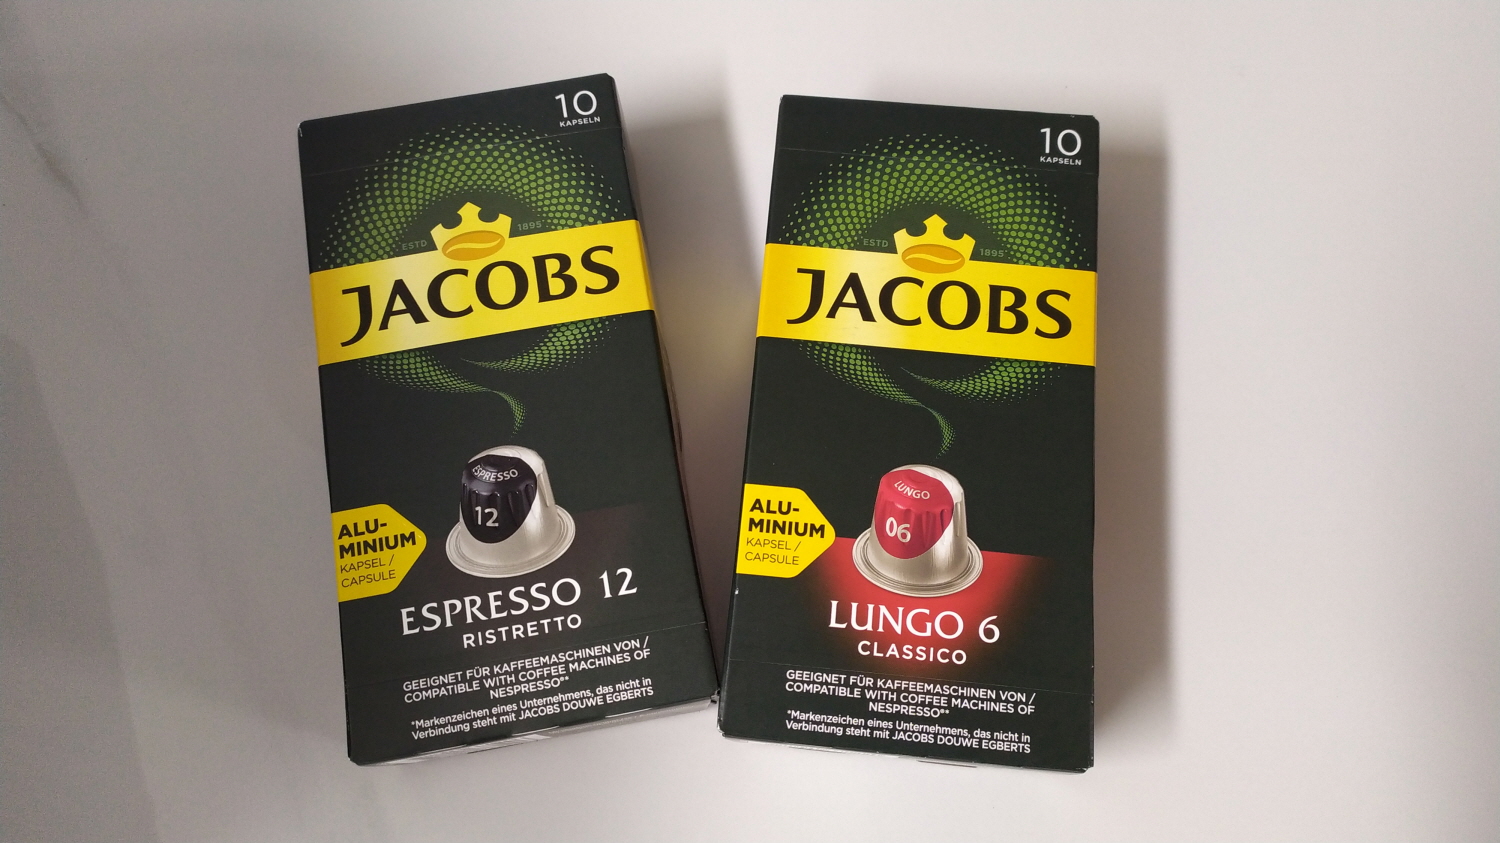 10
KAPSELN
ESTD 1895
JACOBS
ESPRESSO
12
ALU-
MINIUM
KAPSEL /
CAPSULE
ESPRESSO 12
RISTRETTO
GEEIGNET FÜR KAFFEEMASCHINEN VON /
COMPATIBLE WITH COFFEE MACHINES OF
NESPRESSO®*
*Markenzeichen eines Unternehmens, das nicht in
Verbindung steht mit JACOBS DOUWE EGBERTS
10
KAPSELN
ESTD 1895
JACOBS
LUNGO
06
ALU-
MINIUM
KAPSEL /
CAPSULE
LUNGO 6
CLASSICO
GEEIGNET FÜR KAFFEEMASCHINEN VON /
COMPATIBLE WITH COFFEE MACHINES OF
NESPRESSO®*
*Markenzeichen eines Unternehmens, das nicht in
Verbindung steht mit JACOBS DOUWE EGBERTS